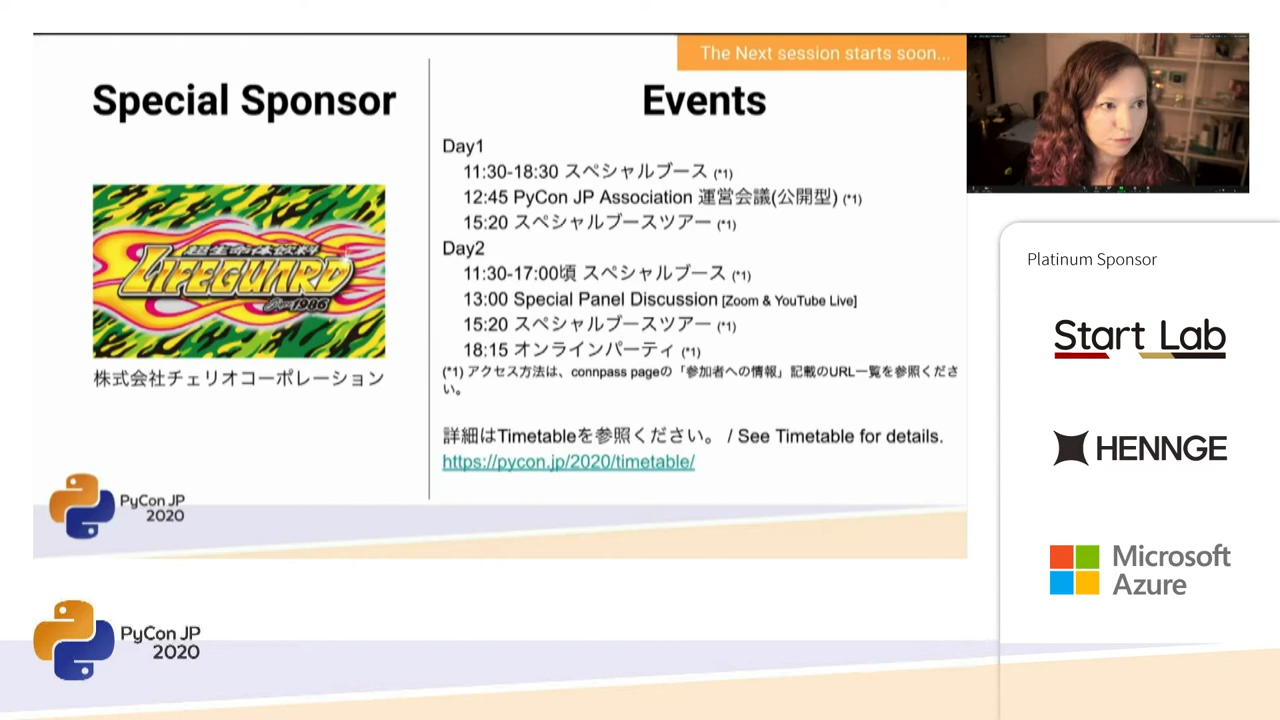 The Next session starts soon...
Special Sponsor
超生命体飲料
LIFEGUARD
Since 1986
株式会社チェリオコーポレーション
Events
Day1
11:30-18:30 スペシャルブース (*1)
12:45 PyCon JP Association 運営会議(公開型) (*1)
15:20 スペシャルブースツアー (*1)
Day2
11:30-17:00頃 スペシャルブース (*1)
13:00 Special Panel Discussion [Zoom & YouTube Live]
15:20 スペシャルブースツアー (*1)
18:15 オンラインパーティ (*1)
(*1) アクセス方法は、connpass pageの「参加者への情報」記載のURL一覧を参照くださ
い。
詳細はTimetableを参照ください。 / See Timetable for details.
https://pycon.jp/2020/timetable/
PyCon JP
2020
Platinum Sponsor
Start Lab
HENNGE
Microsoft
Azure
PyCon JP
2020